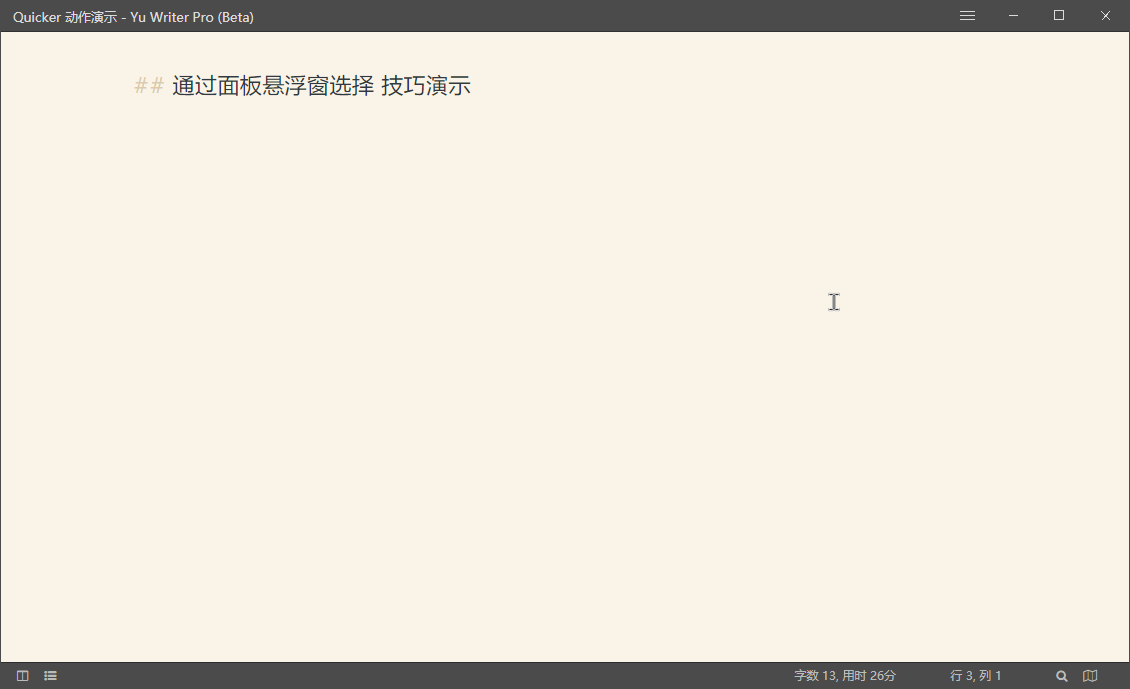 Quicker 动作演示 - Yu Writer Pro (Beta)
## 通过面板悬浮窗选择 技巧演示
字数 13, 用时 26分 行 3, 列 1